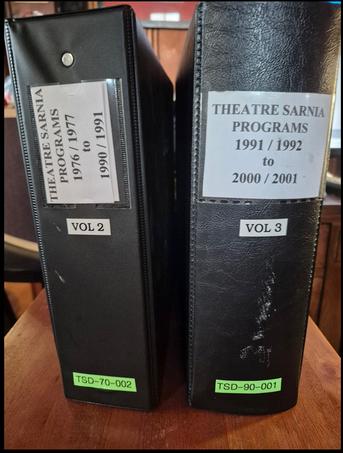 THEATRE SARNIA
PROGRAMS
1976 / 1977
to
1990 / 1991
VOL 2
TSD-70-002
THEATRE SARNIA
PROGRAMS
1991 / 1992
to
2000 / 2001
VOL 3
TSD-90-001